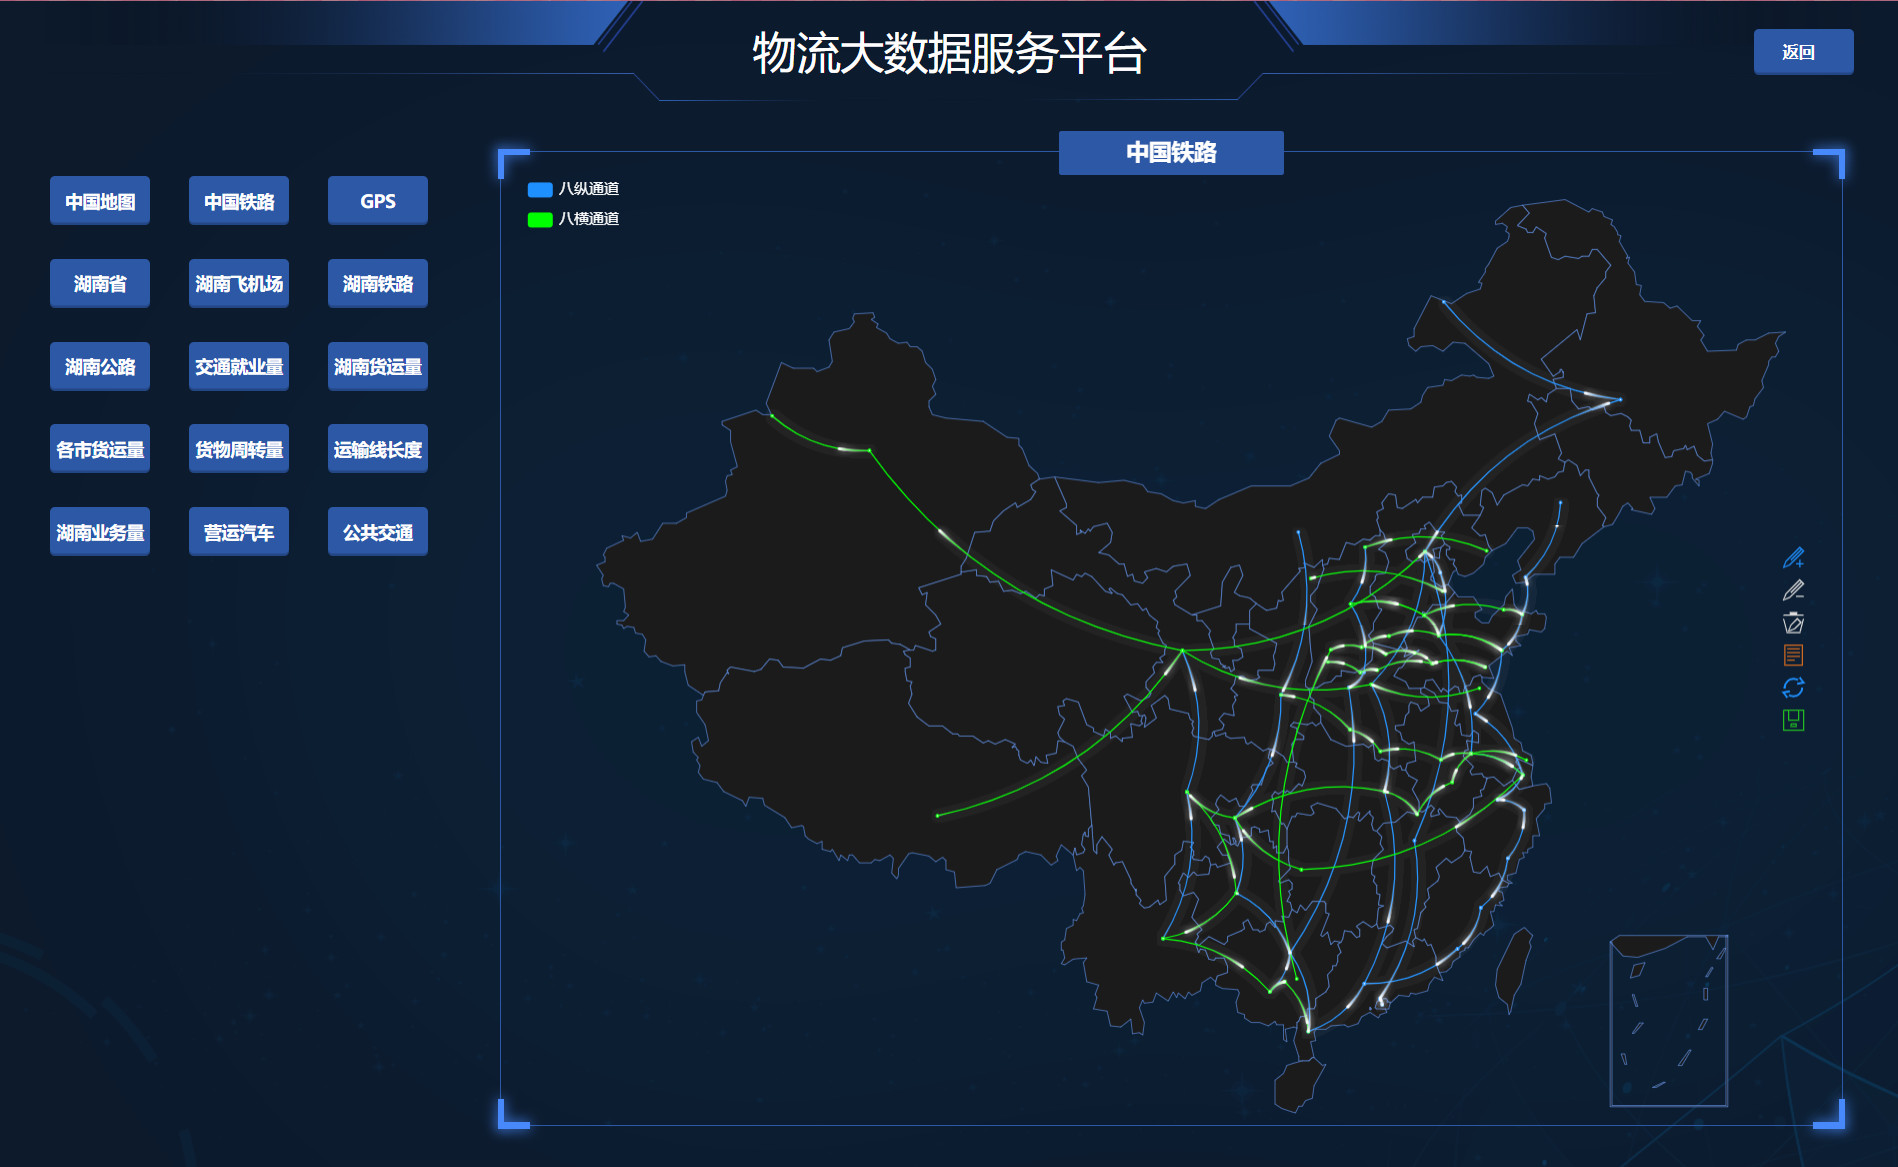 物流大数据服务平台
返回
中国地图
中国铁路
GPS
湖南省
湖南飞机场
湖南铁路
湖南公路
交通就业量
湖南货运量
各市货运量
货物周转量
运输线长度
湖南业务量
营运汽车
公共交通
中国铁路
八纵通道
八横通道